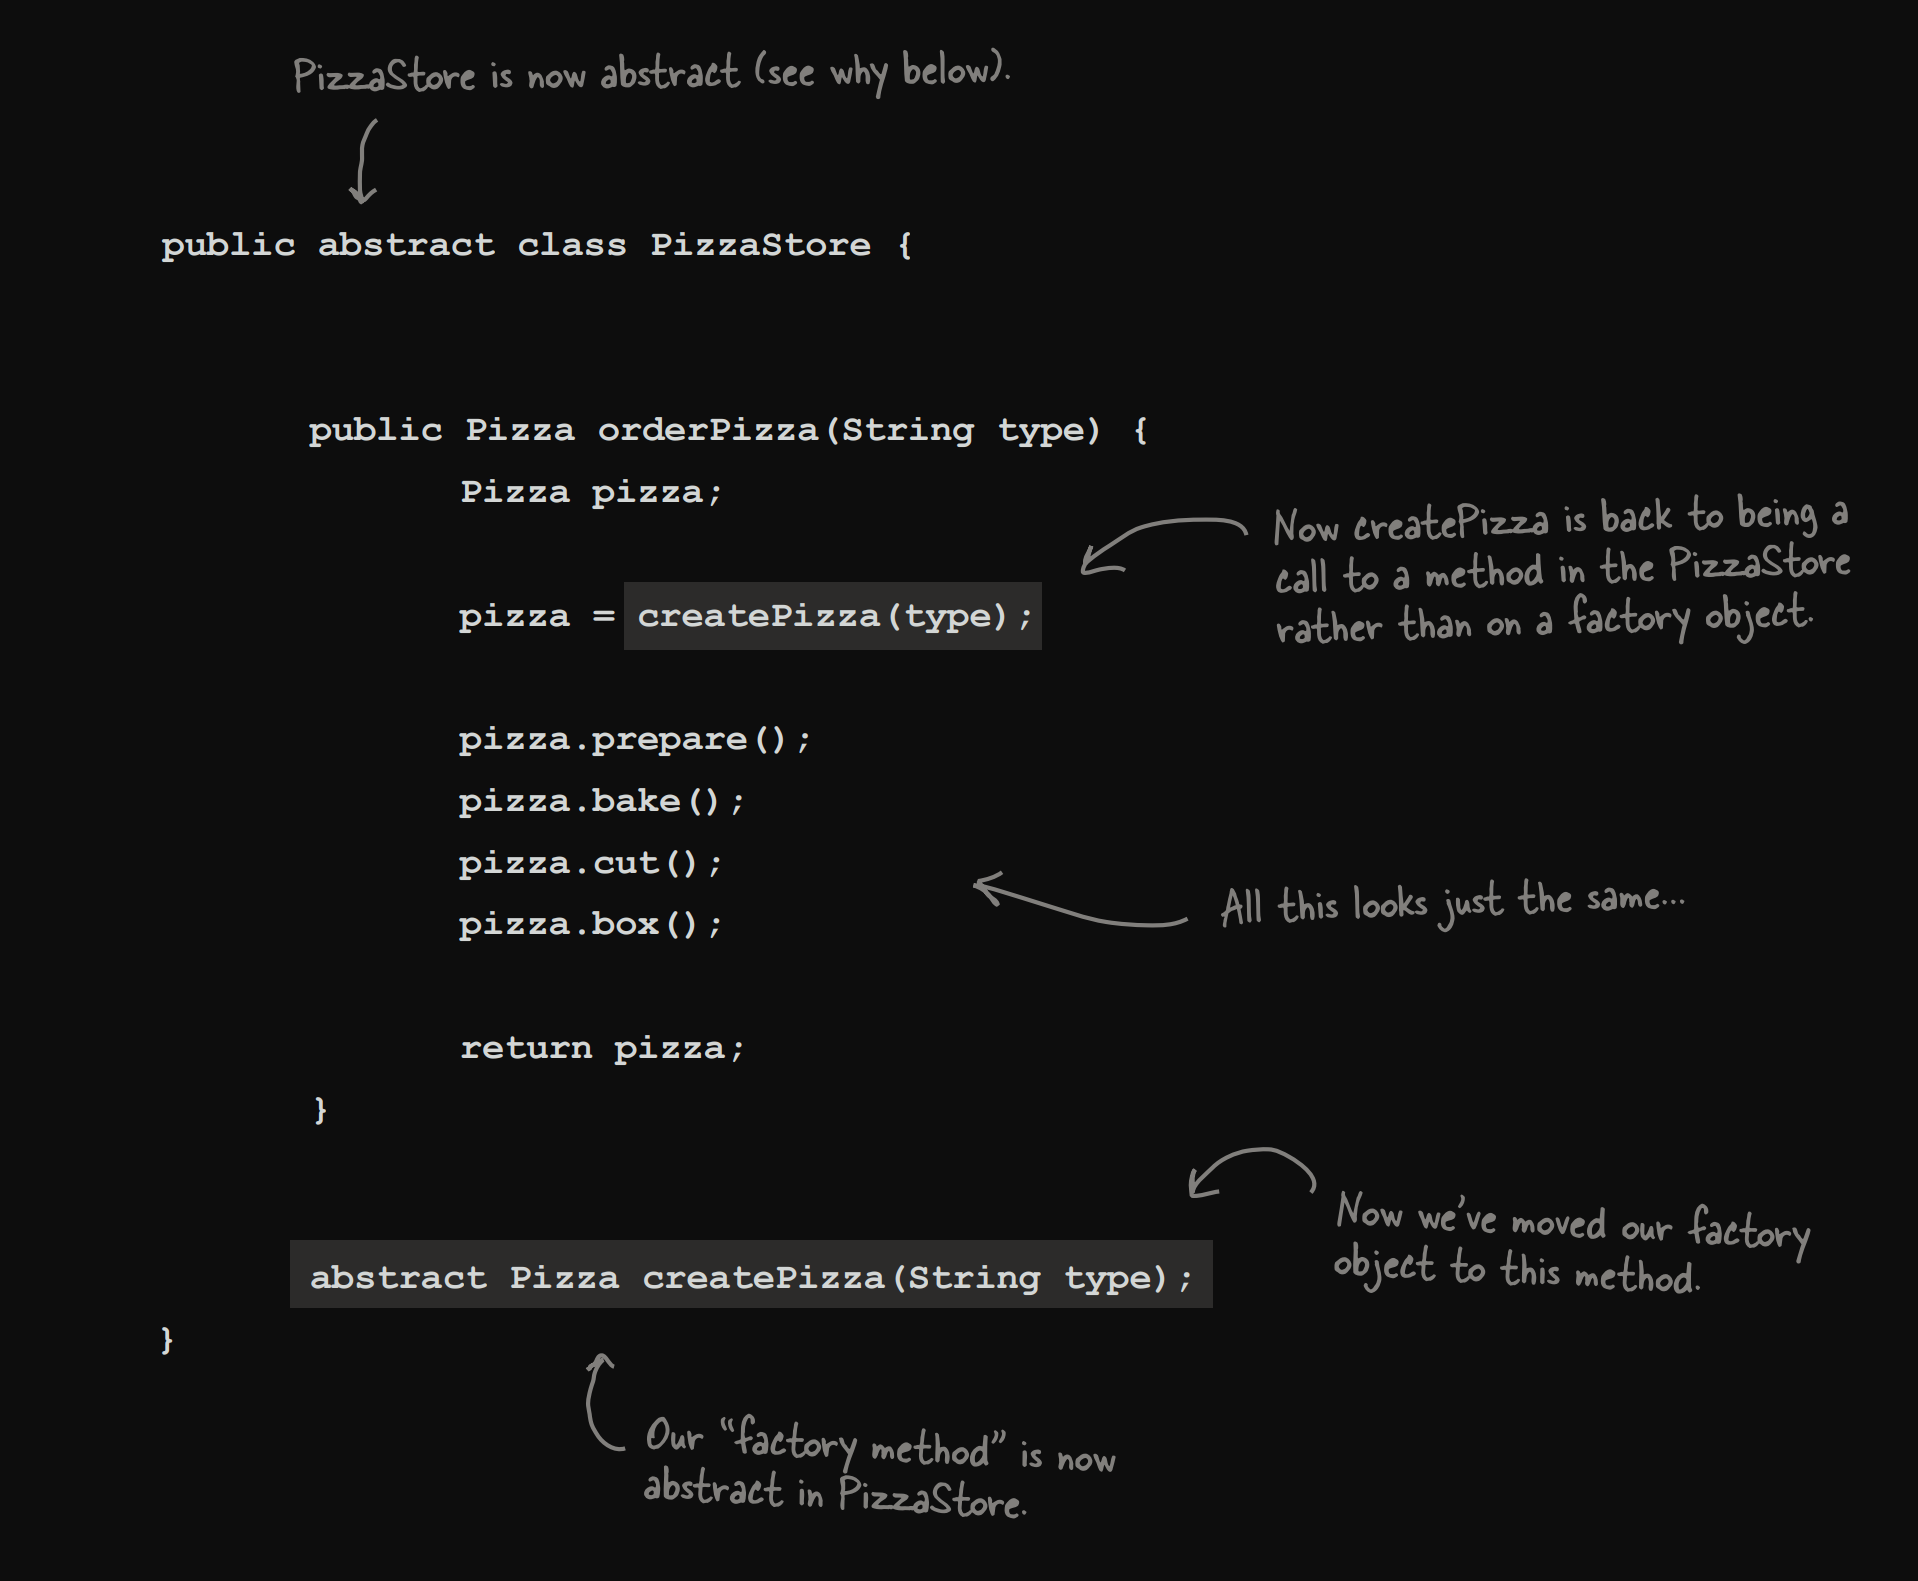 PizzaStore is now abstract (see why below).
public abstract class PizzaStore {
public Pizza orderPizza(String type) {
Pizza pizza;
pizza = createPizza(type);
Now createPizza is back to being a
call to a method in the PizzaStore
rather than on a factory object.
pizza.prepare();
pizza.bake();
pizza.cut();
pizza.box();
All this looks just the same...
return pizza;
}
Now we've moved our factory
object to this method.
abstract Pizza createPizza(String type);
}
Our “factory method” is now
abstract in PizzaStore.